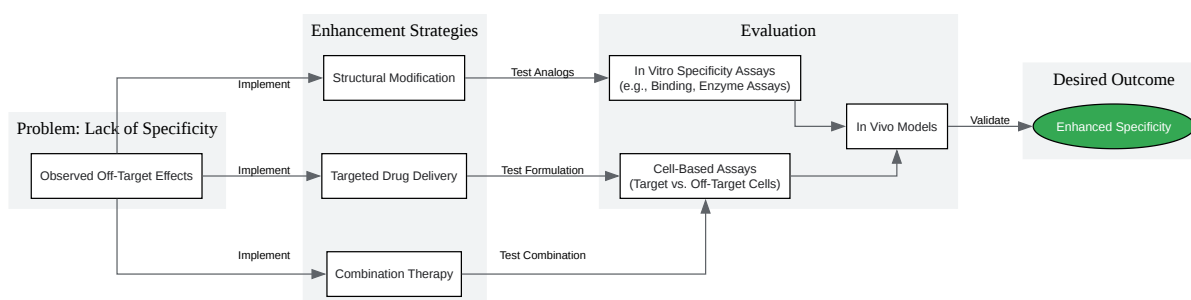 Problem: Lack of Specificity
Observed Off-Target Effects
Implement
Implement
Implement
Enhancement Strategies
Structural Modification
Targeted Drug Delivery
Combination Therapy
Test Analogs
Test Formulation
Test Combination
Evaluation
In Vitro Specificity Assays
(e.g., Binding, Enzyme Assays)
Cell-Based Assays
(Target vs. Off-Target Cells)
In Vivo Models
Validate
Desired Outcome
Enhanced Specificity